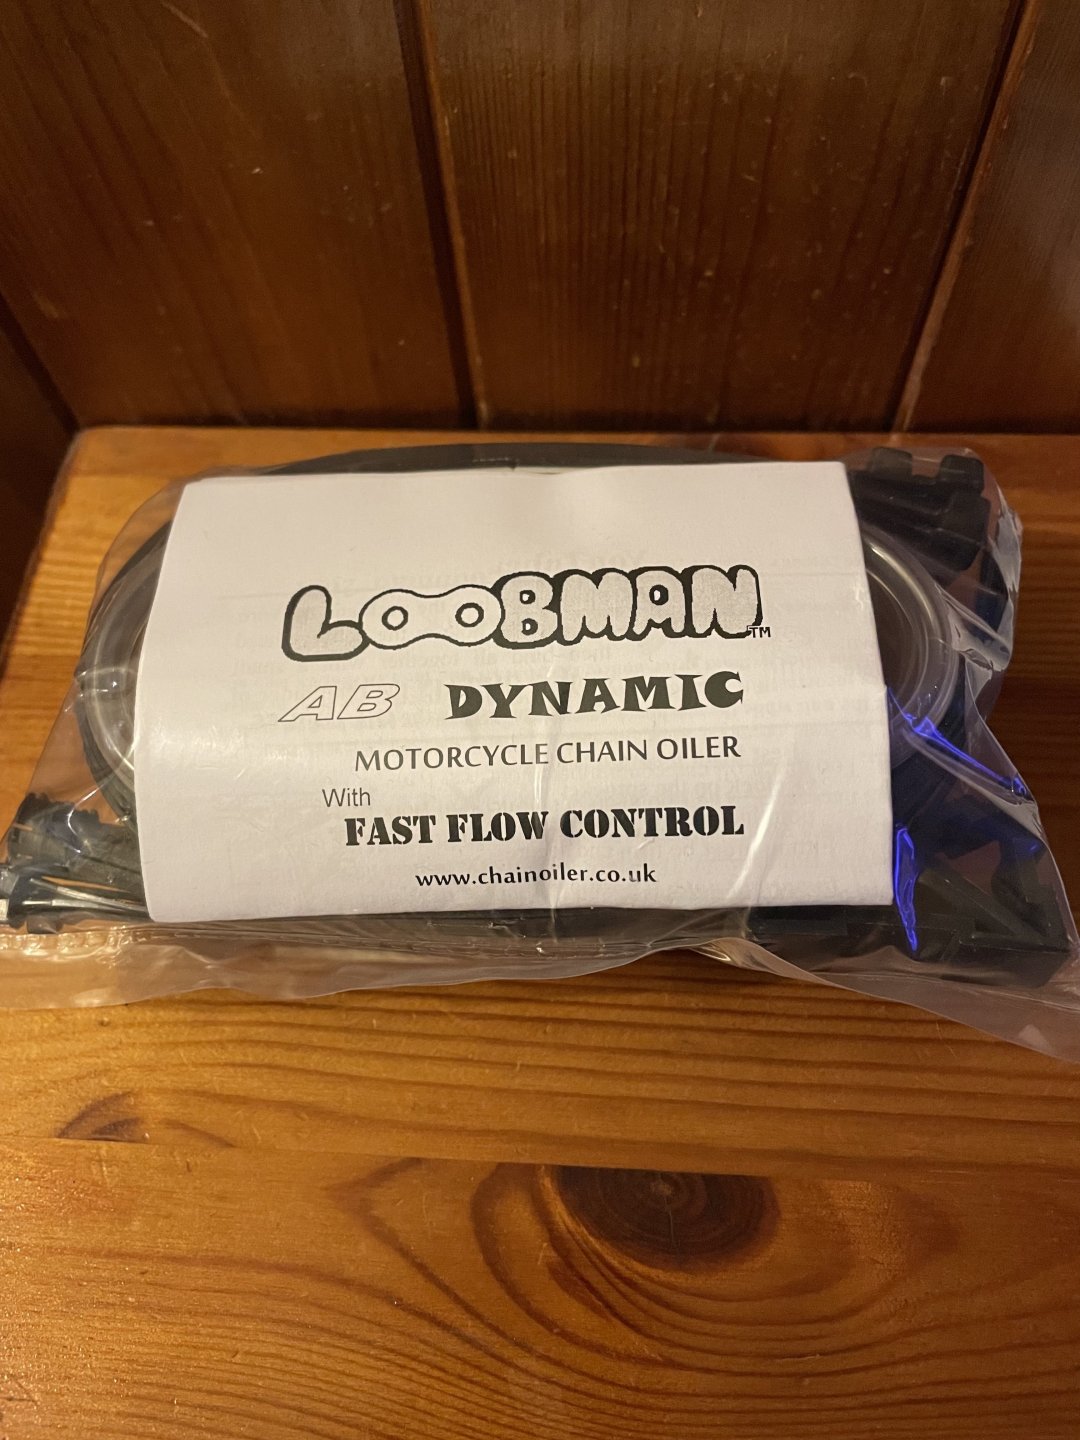 LOOBMAN™
AB DYNAMIC
MOTORCYCLE CHAIN OILER
With
FAST FLOW CONTROL
www.chainoiler.co.uk